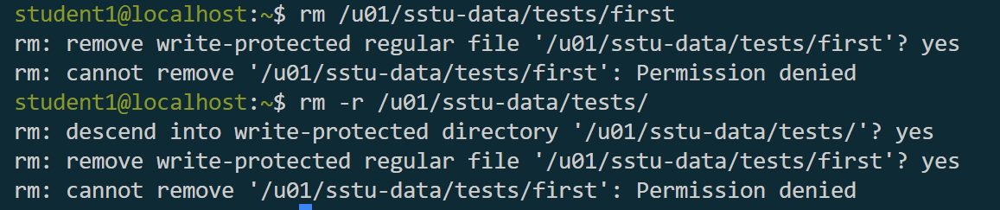 student1@localhost:~$ rm /u01/sstu-data/tests/first
rm: remove write-protected regular file '/u01/sstu-data/tests/first'? yes
rm: cannot remove '/u01/sstu-data/tests/first': Permission denied
student1@localhost:~$ rm -r /u01/sstu-data/tests/
rm: descend into write-protected directory '/u01/sstu-data/tests/'? yes
rm: remove write-protected regular file '/u01/sstu-data/tests/first'? yes
rm: cannot remove '/u01/sstu-data/tests/first': Permission denied